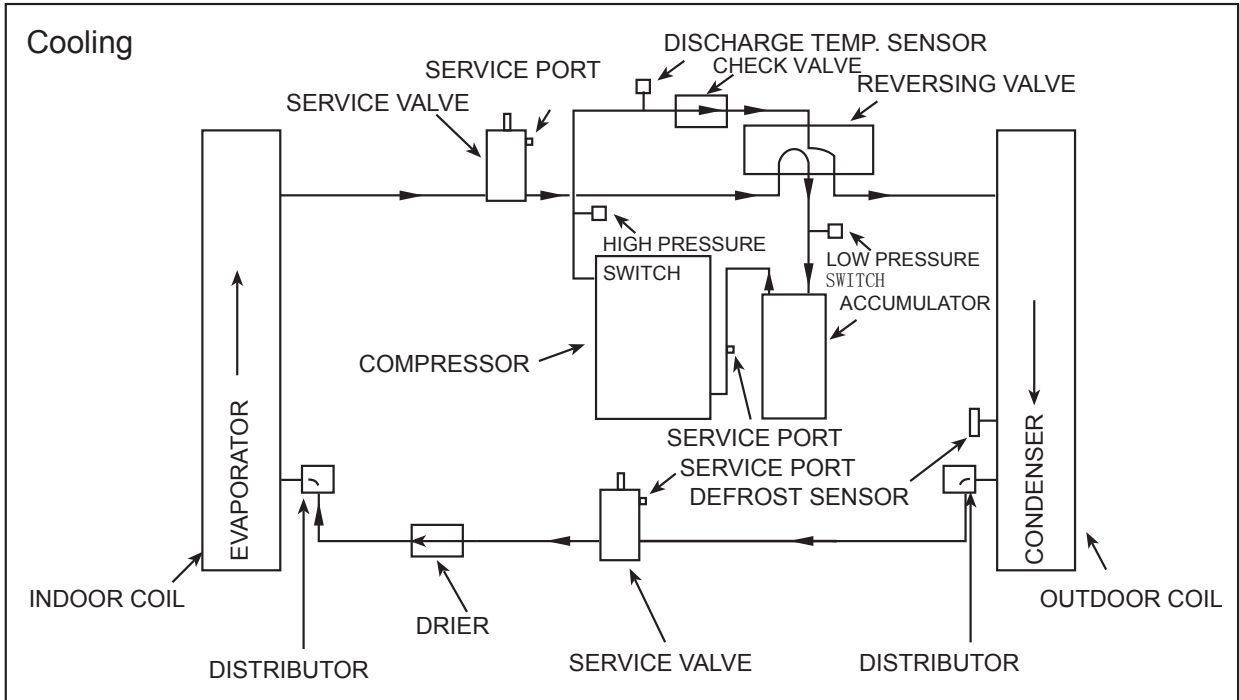 Cooling
DISCHARGE TEMP. SENSOR
CHECK VALVE
SERVICE PORT
REVERSING VALVE
SERVICE VALVE
HIGH PRESSURE
SWITCH
LOW PRESSURE
SWITCH
ACCUMULATOR
COMPRESSOR
EVAPORATOR
CONDENSER
SERVICE PORT
SERVICE PORT
DEFROST SENSOR
INDOOR COIL
OUTDOOR COIL
DRIER
DISTRIBUTOR
SERVICE VALVE
DISTRIBUTOR